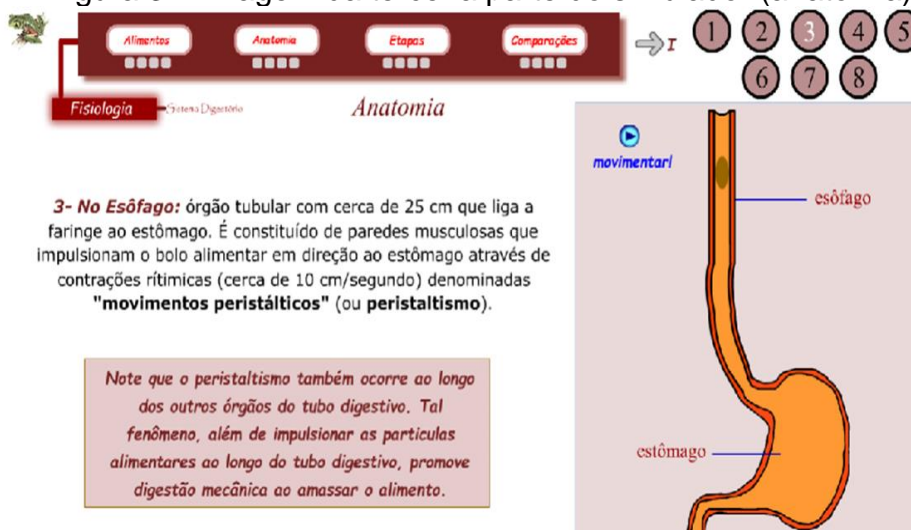 Alimentos
Anatomia
Etapas
Comparações
I
1 2 3 4 5
6 7 8
Fisiologia
Sistema Digestório
Anatomia
movimentar!
3- No Esôfago: órgão tubular com cerca de 25 cm que liga a
faringe ao estômago. É constituído de paredes musculosas que
impulsionam o bolo alimentar em direção ao estômago através de
contrações rítimicas (cerca de 10 cm/segundo) denominadas
"movimentos peristálticos" (ou peristaltismo).
Note que o peristaltismo também ocorre ao longo
dos outros órgãos do tubo digestivo. Tal
fenômeno, além de impulsionar as partículas
alimentares ao longo do tubo digestivo, promove
digestão mecânica ao amassar o alimento.
esôfago
estômago